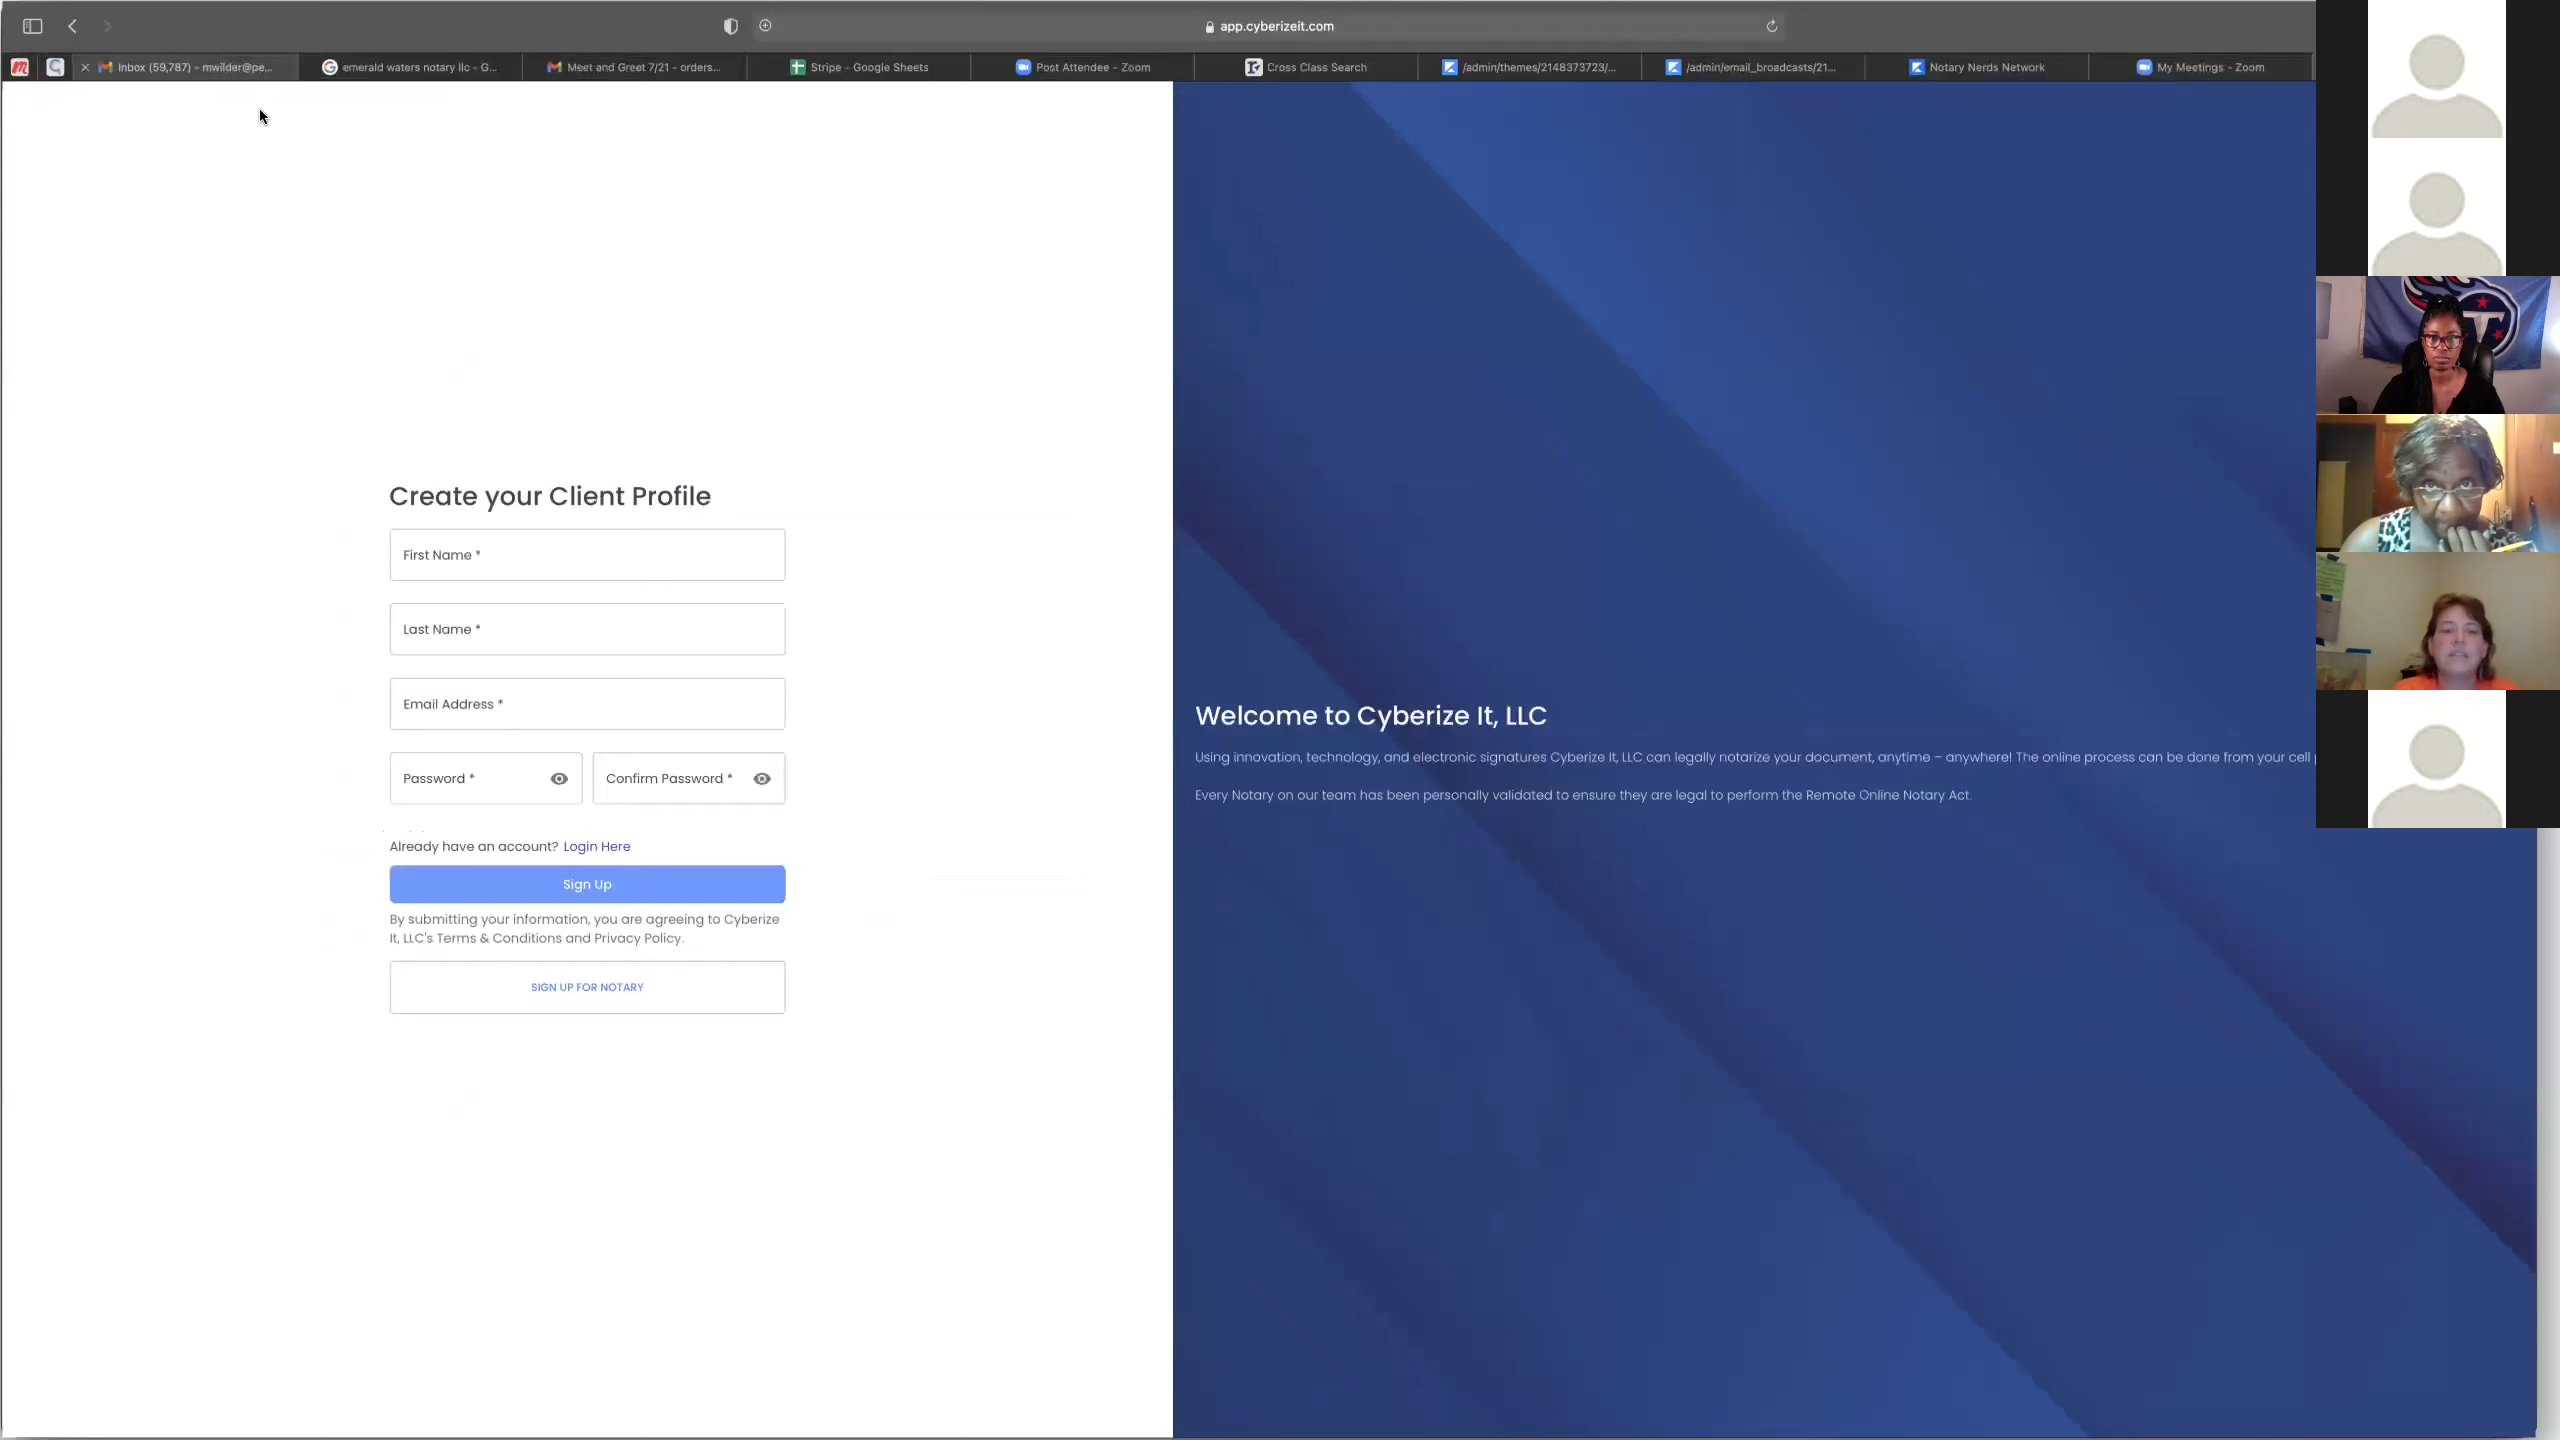 app.cyberizeit.com
Inbox (59,787) - mwilder@pe...
emerald waters notary llc - G...
Meet and Greet 7/21 - orders...
Stripe - Google Sheets
Post Attendee - Zoom
Cross Class Search
/admin/themes/2148373723/...
/admin/email_broadcasts/21...
Notary Nerds Network
My Meetings - Zoom
Create your Client Profile
First Name *
Last Name *
Email Address *
Password *
Confirm Password *
Already have an account? Login Here
Sign Up
By submitting your information, you are agreeing to Cyberize
It, LLC's Terms & Conditions and Privacy Policy.
SIGN UP FOR NOTARY
Welcome to Cyberize It, LLC
Using innovation, technology, and electronic signatures Cyberize It, LLC can legally notarize your document, anytime – anywhere! The online process can be done from your cell
Every Notary on our team has been personally validated to ensure they are legal to perform the Remote Online Notary Act.